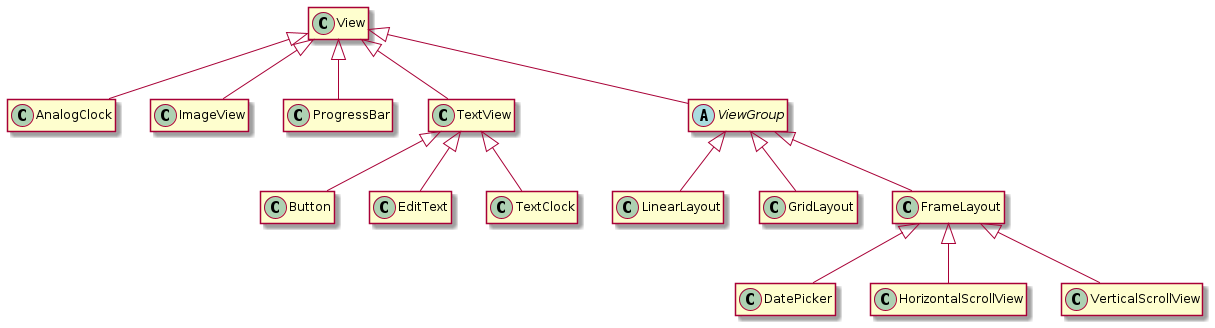 C View
C AnalogClock
C ImageView
C ProgressBar
C TextView
A ViewGroup
C Button
C EditText
C TextClock
C LinearLayout
C GridLayout
C FrameLayout
C DatePicker
C HorizontalScrollView
C VerticalScrollView